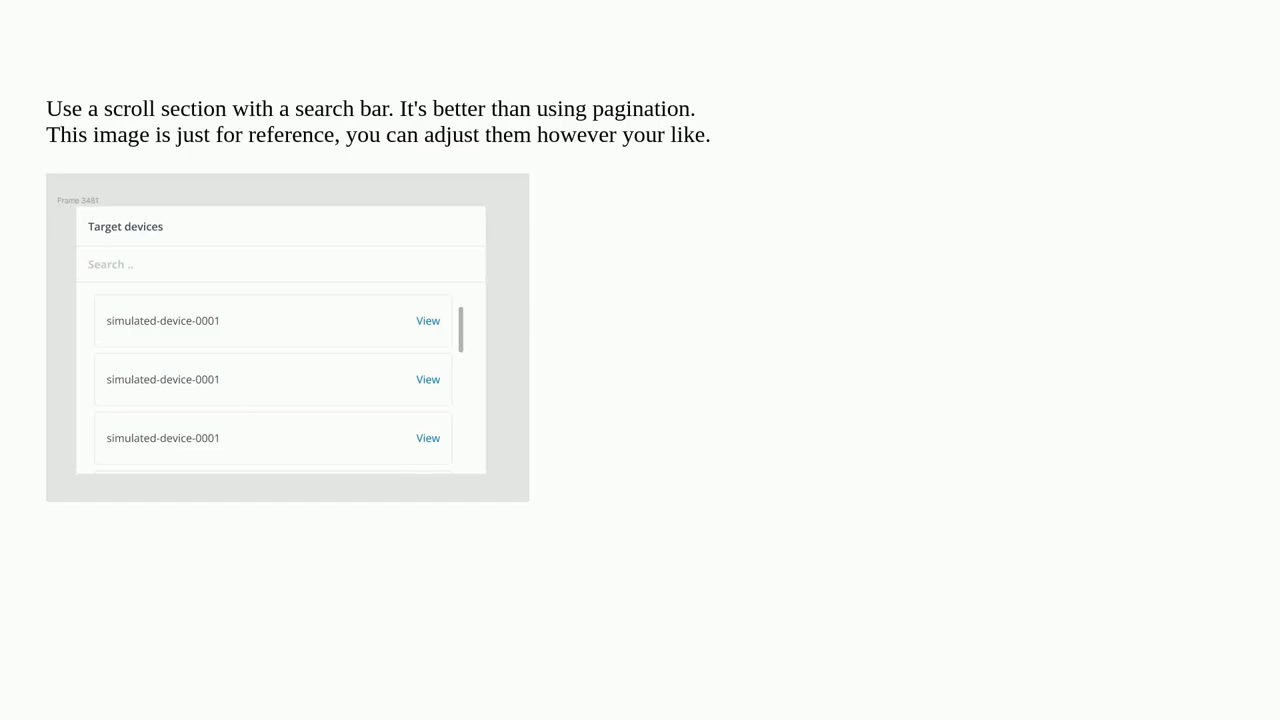 Use a scroll section with a search bar. It's better than using pagination.
This image is just for reference, you can adjust them however your like.
Frame 3481
Target devices
Search ..
simulated-device-0001 View
simulated-device-0001 View
simulated-device-0001 View